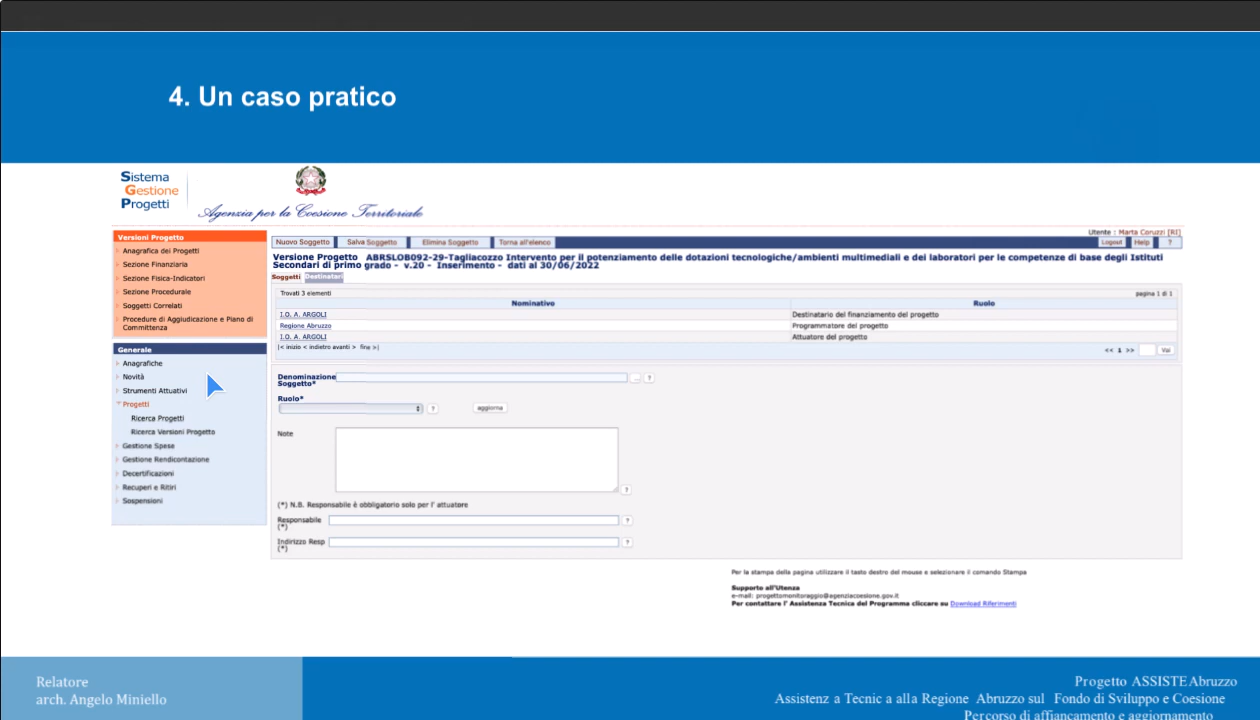 4. Un caso pratico
Sistema
Gestione
Progetti
Agenzia per la Coesione Territoriale
Utente : Marta Coruzzi [RI]
Versioni Progetto
Anagrafica dei Progetti
Sezione Finanziaria
Sezione Fisica-Indicatori
Sezione Procedurale
Soggetti Correlati
Procedure di Aggiudicazione e Piano di
Committenza
Generale
Anagrafiche
Novità
Strumenti Attuativi
Progetti
Ricerca Progetti
Ricerca Versioni Progetto
Gestione Spese
Gestione Rendicontazione
Decertificazioni
Recuperi e Ritiri
Sospensioni
Nuovo Soggetto Salva Soggetto Elimina Soggetto Torna all'elenco Logout Help ?
Versione Progetto ABRSLOB092-29-Tagliacozzo Intervento per il potenziamento delle dotazioni tecnologiche/ambienti multimediali e dei laboratori per le competenze di base degli Istituti
Secondari di primo grado - v.20 - Inserimento - dati al 30/06/2022
Soggetti Destinatari
Trovati 3 elementi pagina 1 di 1
Nominativo Ruolo
I.O. A. ARGOLI Destinatario del finanziamento del progetto
Regione Abruzzo Programmatore del progetto
I.O. A. ARGOLI Attuatore del progetto
|< inizio < indietro avanti > fine >| << 1 >> Vai
Denominazione
Soggetto* ... ?
Ruolo*
? aggiorna
Note
?
(*) N.B. Responsabile è obbligatorio solo per l' attuatore
Responsabile
(*) ?
Indirizzo Resp
(*) ?
Per la stampa della pagina utilizzare il tasto destro del mouse e selezionare il comando Stampa
Supporto all'Utenza
e-mail: progettomonitoraggio@agenziacoesione.gov.it
Per contattare l' Assistenza Tecnica del Programma cliccare su Download Riferimenti
Relatore
arch. Angelo Miniello
Progetto ASSISTE Abruzzo
Assistenz a Tecnic a alla Regione Abruzzo sul Fondo di Sviluppo e Coesione
Percorso di affiancamento e aggiornamento